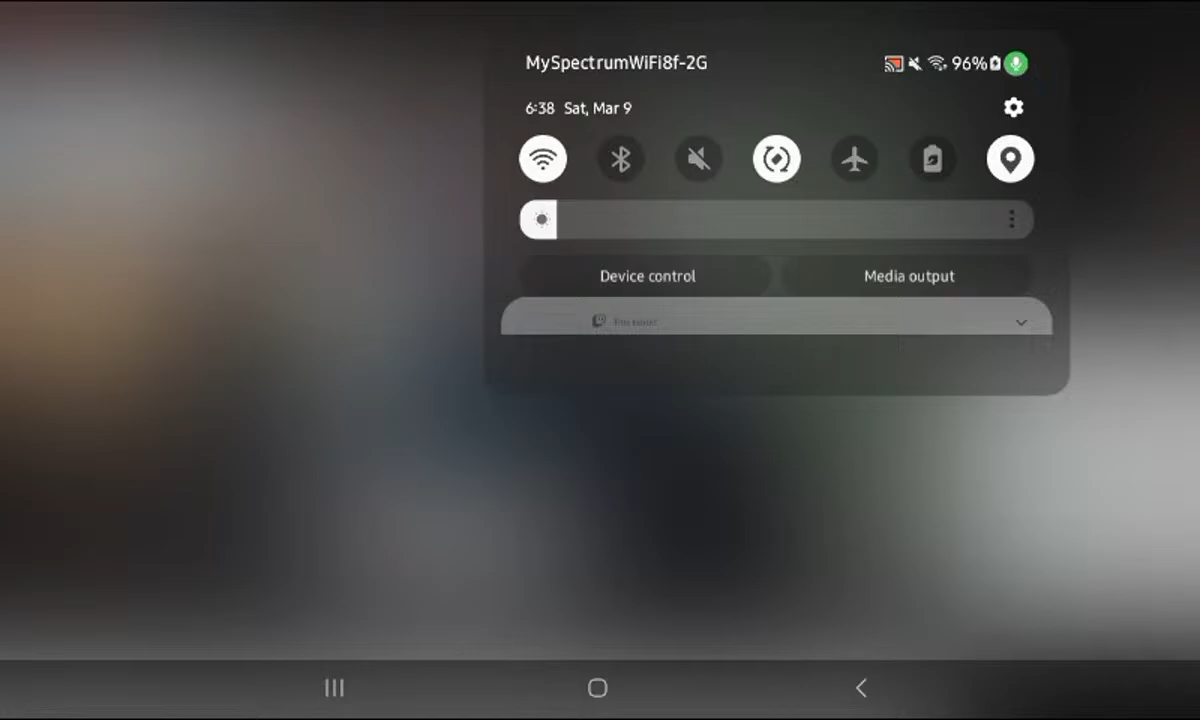 MySpectrumWiFi8f-2G
96%
6:38 Sat, Mar 9
Device control
Media output